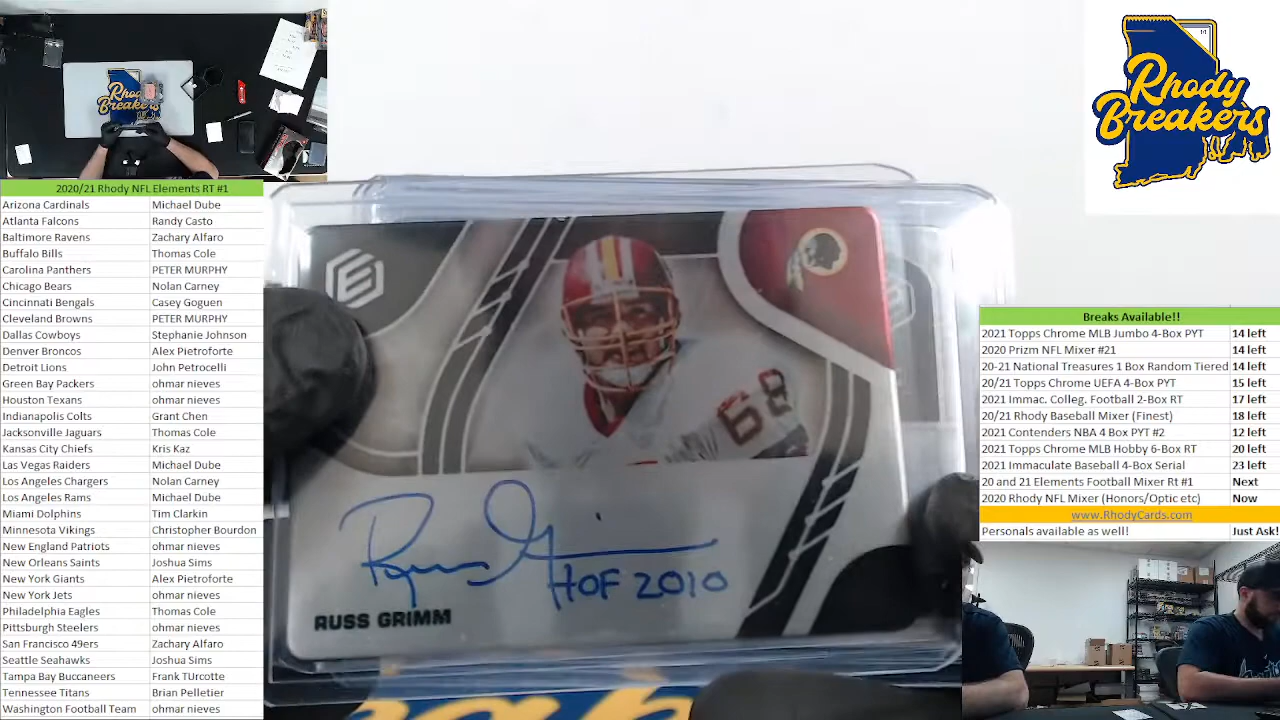 Rhody
Breakers
Rhody
Breakers
2020/21 Rhody NFL Elements RT #1
Arizona Cardinals Michael Dube
Atlanta Falcons Randy Casto
Baltimore Ravens Zachary Alfaro
Buffalo Bills Thomas Cole
Carolina Panthers PETER MURPHY
Chicago Bears Nolan Carney
Cincinnati Bengals Casey Goguen
Cleveland Browns PETER MURPHY
Dallas Cowboys Stephanie Johnson
Denver Broncos Alex Pietroforte
Detroit Lions John Petrocelli
Green Bay Packers ohmar nieves
Houston Texans ohmar nieves
Indianapolis Colts Grant Chen
Jacksonville Jaguars Thomas Cole
Kansas City Chiefs Kris Kaz
Las Vegas Raiders Michael Dube
Los Angeles Chargers Nolan Carney
Los Angeles Rams Michael Dube
Miami Dolphins Tim Clarkin
Minnesota Vikings Christopher Bourdon
New England Patriots ohmar nieves
New Orleans Saints Joshua Sims
New York Giants Alex Pietroforte
New York Jets ohmar nieves
Philadelphia Eagles Thomas Cole
Pittsburgh Steelers ohmar nieves
San Francisco 49ers Zachary Alfaro
Seattle Seahawks Joshua Sims
Tampa Bay Buccaneers Frank TUrcotte
Tennessee Titans Brian Pelletier
Washington Football Team ohmar nieves
68
HOF 2010
RUSS GRIMM
Breaks Available!!
2021 Topps Chrome MLB Jumbo 4-Box PYT 14 left
2020 Prizm NFL Mixer #21 14 left
20-21 National Treasures 1 Box Random Tiered 14 left
20/21 Topps Chrome UEFA 4-Box PYT 15 left
2021 Immac. Colleg. Football 2-Box RT 17 left
20/21 Rhody Baseball Mixer (Finest) 18 left
2021 Contenders NBA 4 Box PYT #2 12 left
2021 Topps Chrome MLB Hobby 6-Box RT 20 left
2021 Immaculate Baseball 4-Box Serial 23 left
20 and 21 Elements Football Mixer Rt #1 Next
2020 Rhody NFL Mixer (Honors/Optic etc) Now
www.RhodyCards.com
Personals available as well! Just Ask!